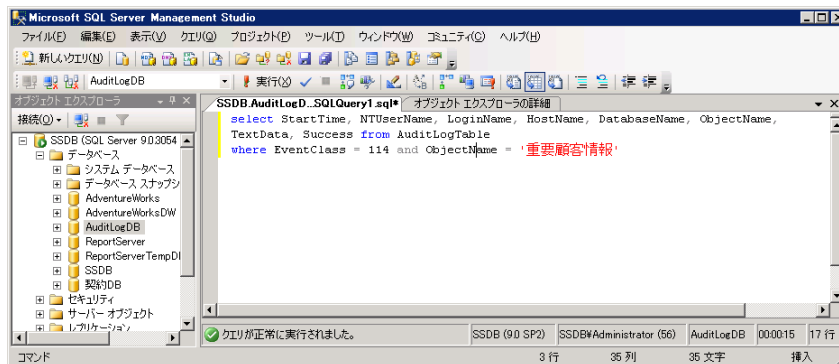 Microsoft SQL Server Management Studio
ファイル(F) 編集(E) 表示(V) クエリ(Q) プロジェクト(P) ツール(T) ウィンドウ(W) コミュニティ(C) ヘルプ(H)
新しいクエリ(N)
AuditLogDB 実行(X)
オブジェクト エクスプローラ
接続(O)
SSDB (SQL Server 9.0.3054
データベース
システム データベース
データベース スナップシ
AdventureWorks
AdventureWorksDW
AuditLogDB
ReportServer
ReportServerTempDI
SSDB
契約DB
セキュリティ
サーバー オブジェクト
レプリケーション
SSDB.AuditLogD...SQLQuery1.sql* オブジェクト エクスプローラの詳細
select StartTime, NTUserName, LoginName, HostName, DatabaseName, ObjectName,
TextData, Success from AuditLogTable
where EventClass = 114 and ObjectName = '重要顧客情報'
クエリが正常に実行されました。 SSDB (9.0 SP2) SSDB¥Administrator (56) AuditLogDB 00:00:15 17 行
コマンド 3 行 35 列 35 文字 挿入